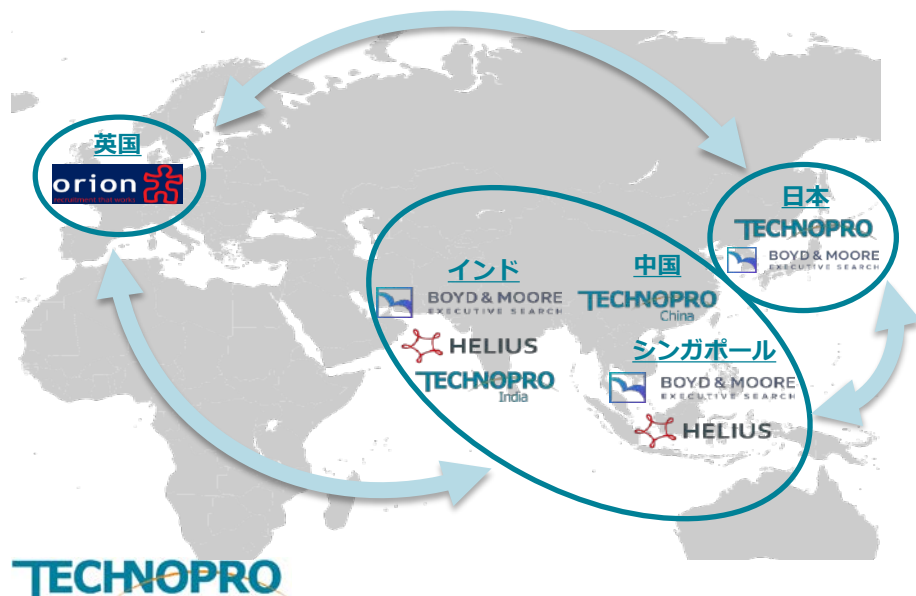 英国
orion
recruitment that works
日本
TECHNOPRO
BOYD & MOORE
EXECUTIVE SEARCH
インド
BOYD & MOORE
EXECUTIVE SEARCH
HELIUS
TECHNOPRO
India
中国
TECHNOPRO
China
シンガポール
BOYD & MOORE
EXECUTIVE SEARCH
HELIUS
TECHNOPRO